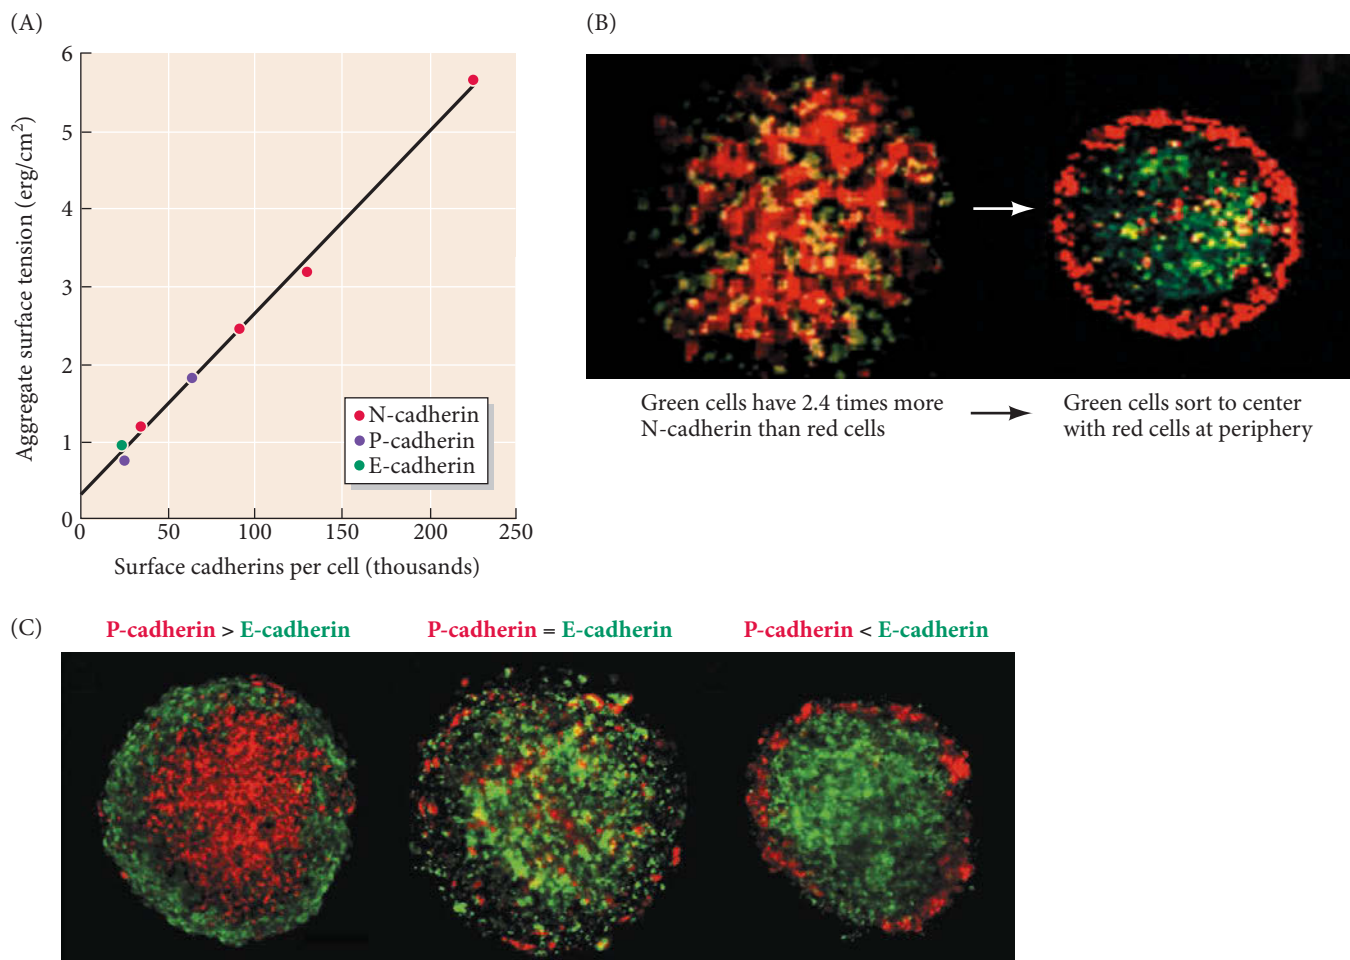 (A)
6
5
4
3
2
1
0
0 50 100 150 200 250
Aggregate surface tension (erg/cm²)
Surface cadherins per cell (thousands)
N-cadherin
P-cadherin
E-cadherin
(B)
Green cells have 2.4 times more
N-cadherin than red cells
Green cells sort to center
with red cells at periphery
(C)
P-cadherin > E-cadherin
P-cadherin = E-cadherin
P-cadherin < E-cadherin